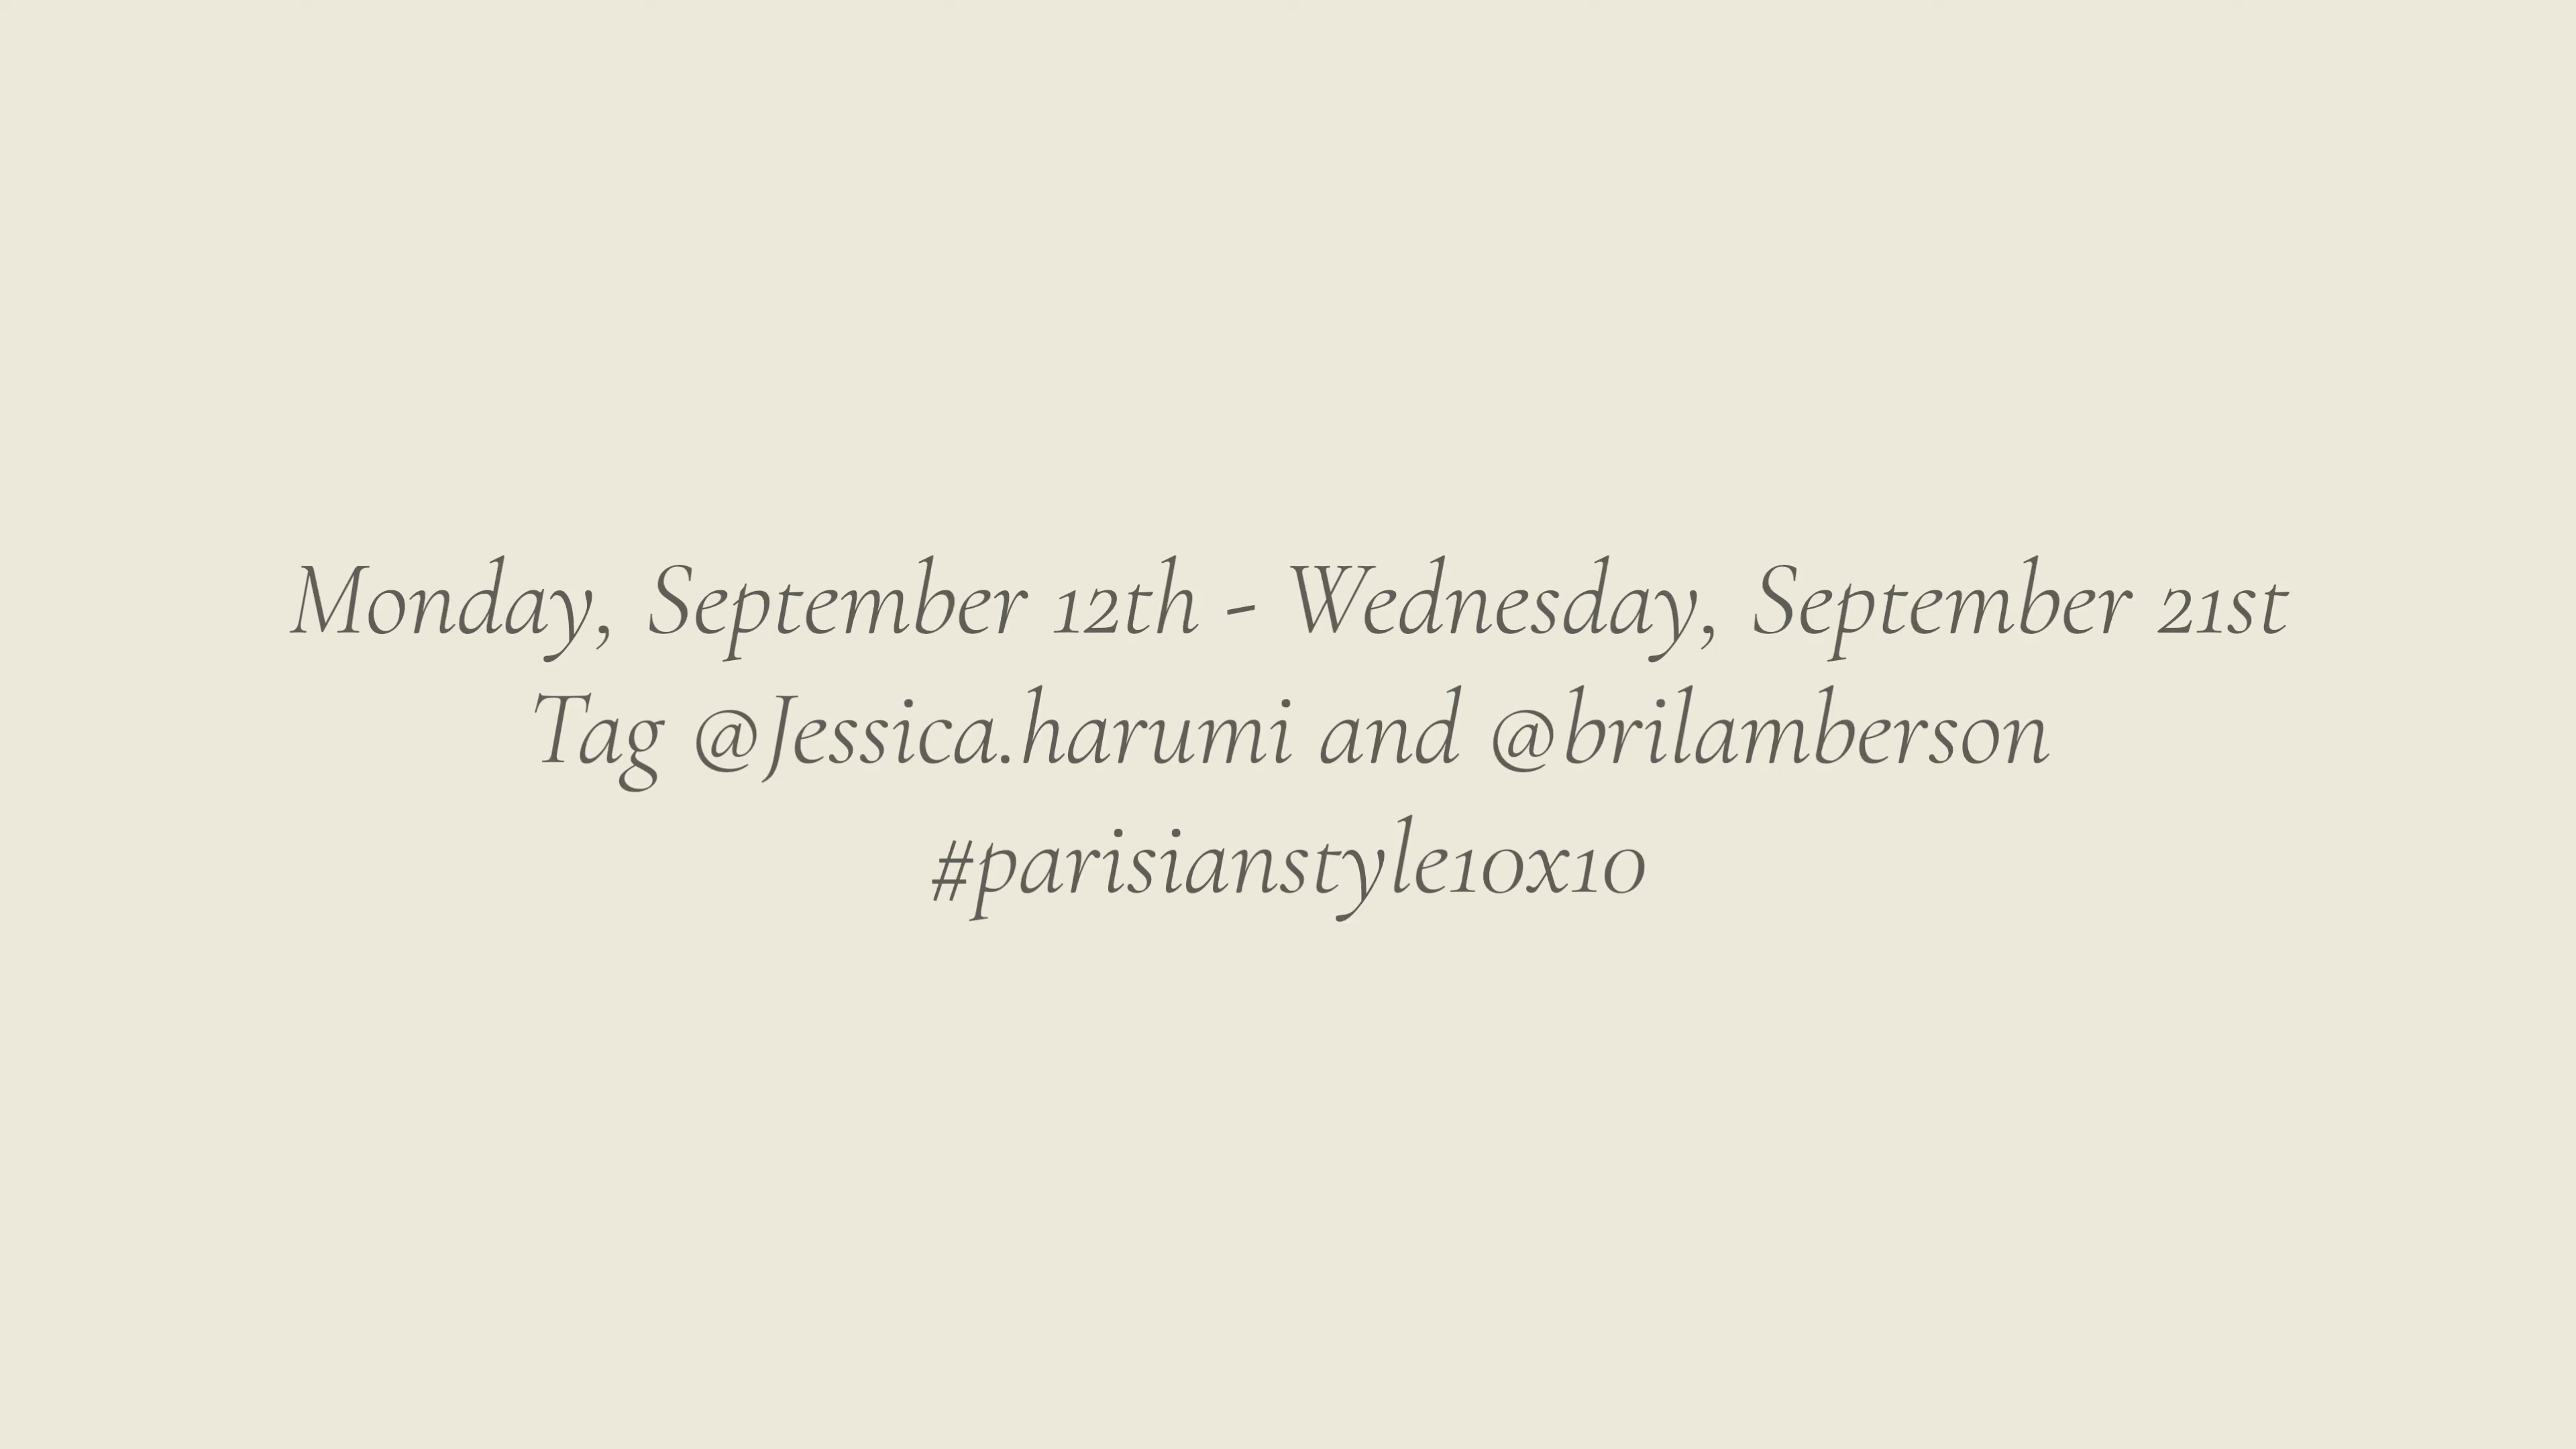 Monday, September 12th - Wednesday, September 21st
Tag @Jessica.harumi and @brilamberson
#parisianstyle10x10